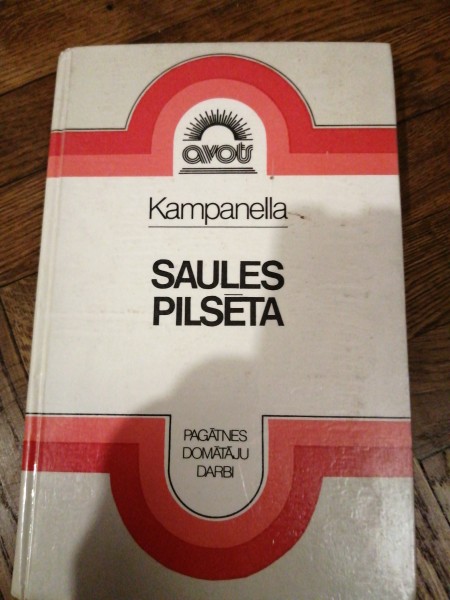 avots
Kampanella
SAULES
PILSĒTA
PAGĀTNES
DOMĀTĀJU
DARBI